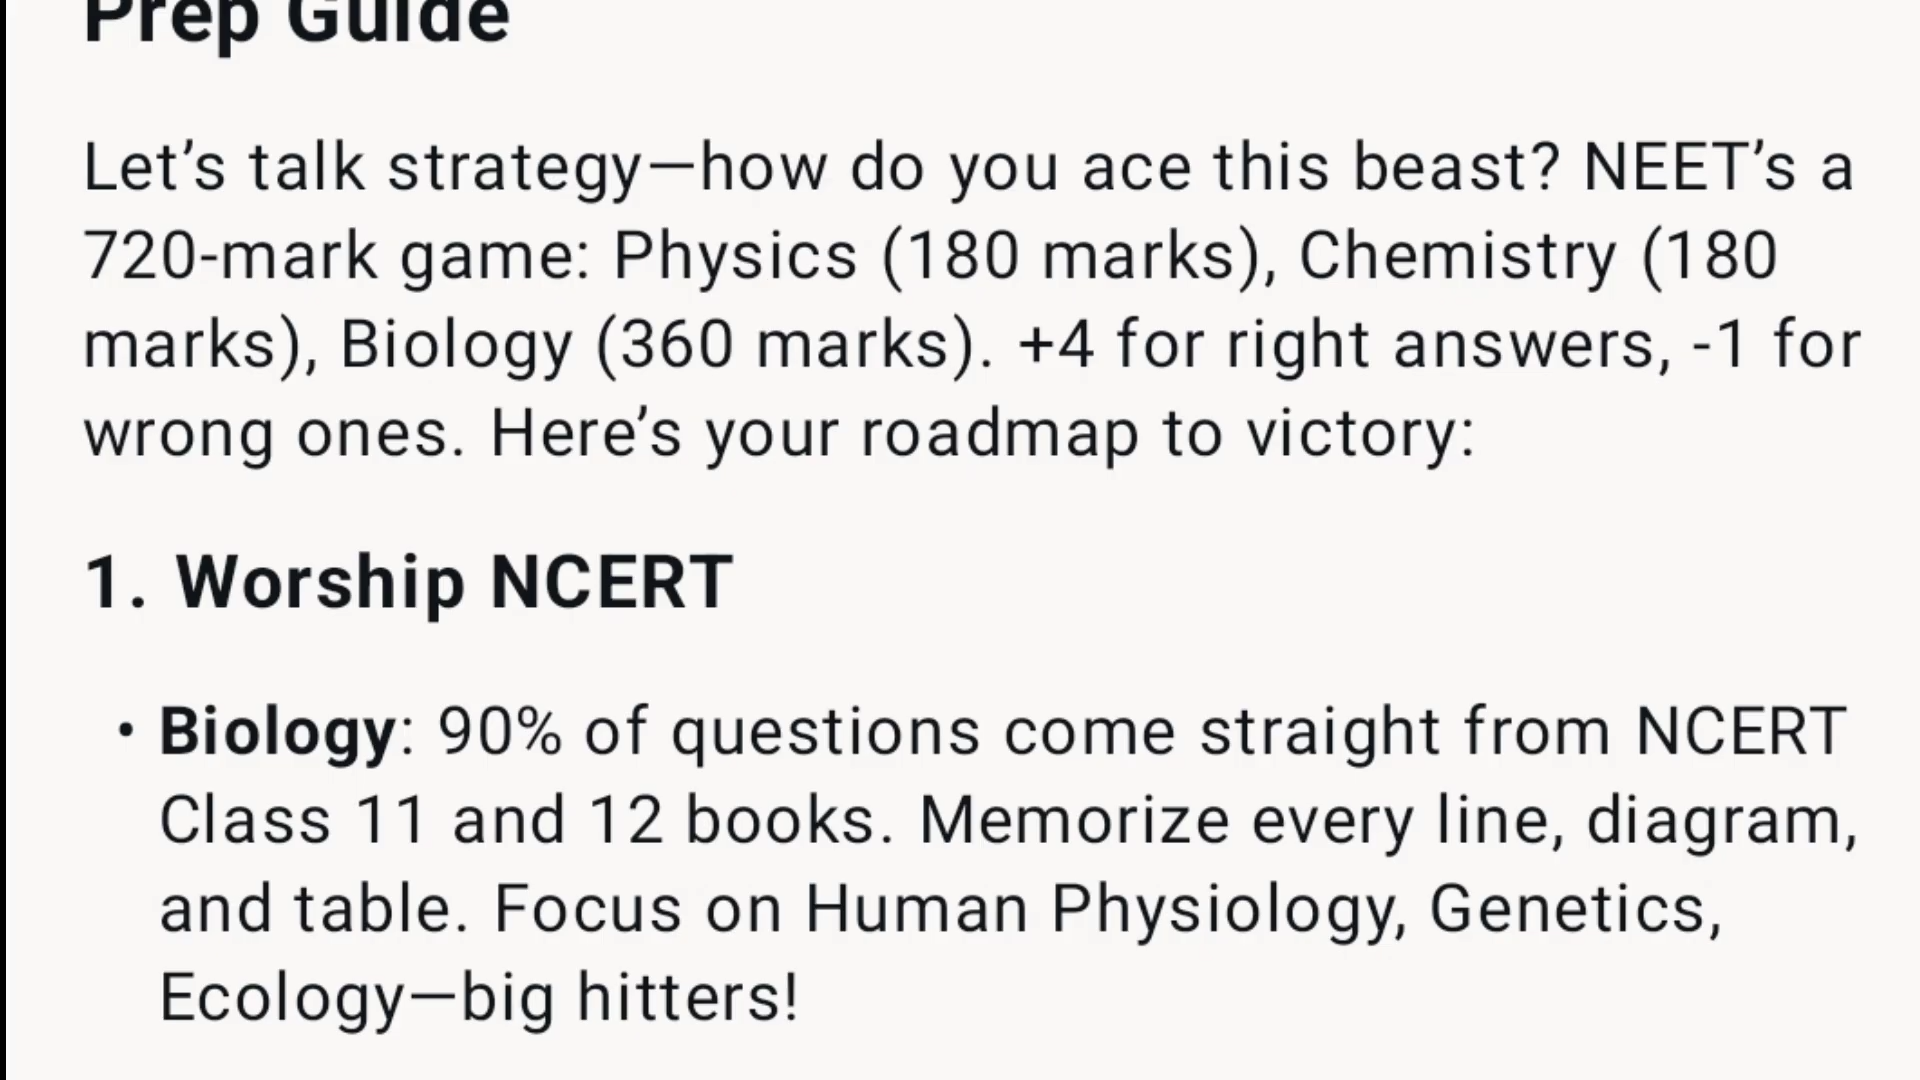 Prep Guide
Let’s talk strategy—how do you ace this beast? NEET’s a
720-mark game: Physics (180 marks), Chemistry (180
marks), Biology (360 marks). +4 for right answers, -1 for
wrong ones. Here’s your roadmap to victory:
1. Worship NCERT
• Biology: 90% of questions come straight from NCERT
Class 11 and 12 books. Memorize every line, diagram,
and table. Focus on Human Physiology, Genetics,
Ecology—big hitters!